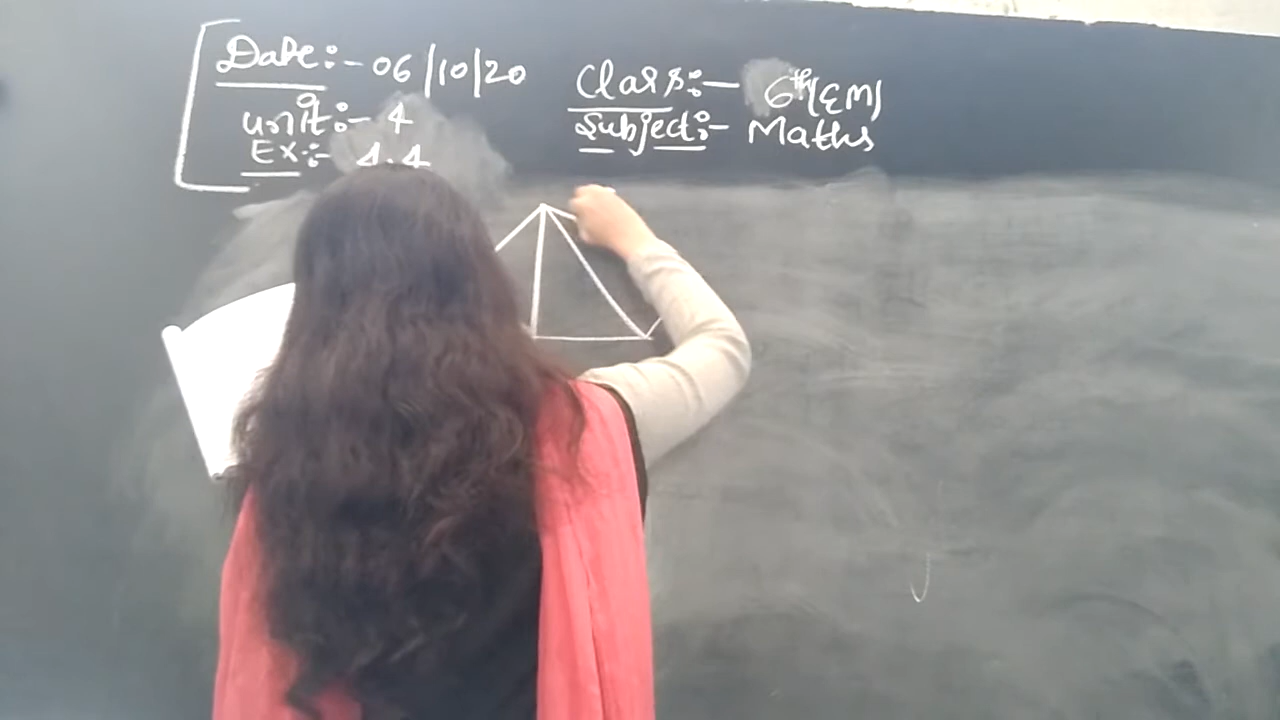 Date:- 06/10/20
Unit:- 4
Ex:- 4.4
Class:- 6th (EM)
Subject:- Maths